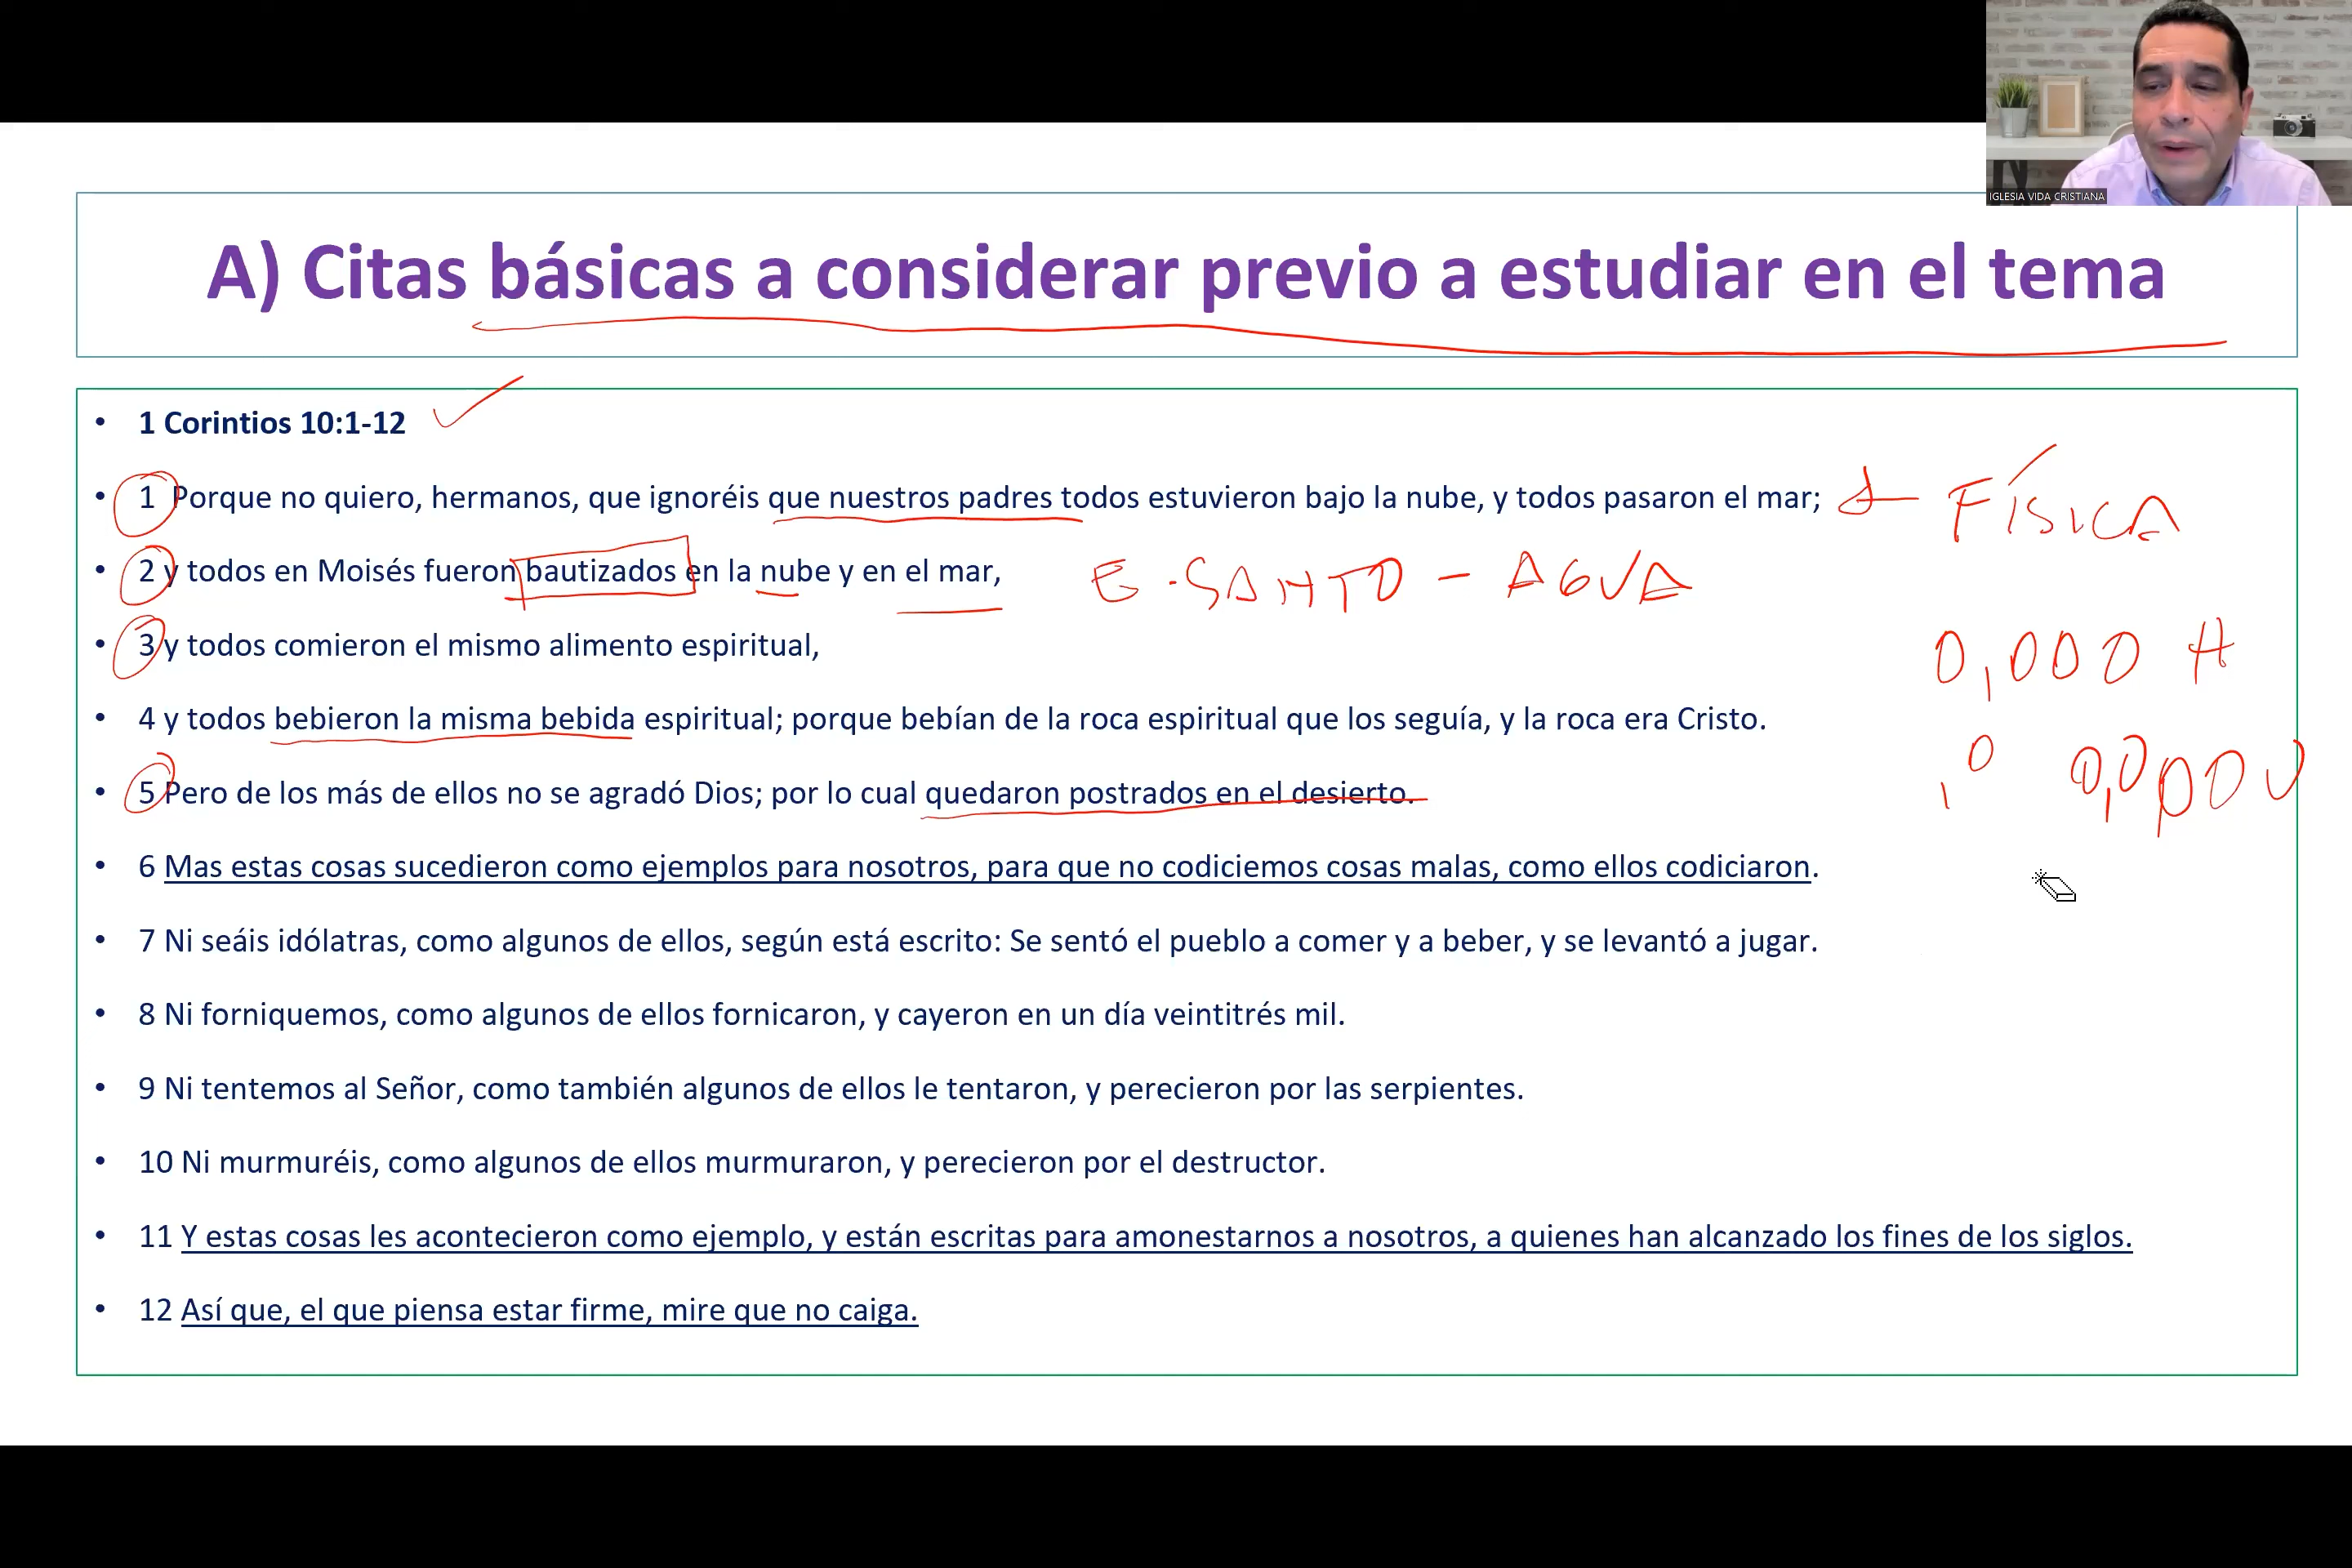 IGLESIA VIDA CRISTIANA
A) Citas básicas a considerar previo a estudiar en el tema
• 1 Corintios 10:1-12
• 1 Porque no quiero, hermanos, que ignoréis que nuestros padres todos estuvieron bajo la nube, y todos pasaron el mar; FÍSICA
• 2 y todos en Moisés fueron bautizados en la nube y en el mar, E. SANTO - AGUA
• 3 y todos comieron el mismo alimento espiritual, 0,000 H
• 4 y todos bebieron la misma bebida espiritual; porque bebían de la roca espiritual que los seguía, y la roca era Cristo.
• 5 Pero de los más de ellos no se agradó Dios; por lo cual quedaron postrados en el desierto.
• 6 Mas estas cosas sucedieron como ejemplos para nosotros, para que no codiciemos cosas malas, como ellos codiciaron.
• 7 Ni seáis idólatras, como algunos de ellos, según está escrito: Se sentó el pueblo a comer y a beber, y se levantó a jugar.
• 8 Ni forniquemos, como algunos de ellos fornicaron, y cayeron en un día veintitrés mil.
• 9 Ni tentemos al Señor, como también algunos de ellos le tentaron, y perecieron por las serpientes.
• 10 Ni murmuréis, como algunos de ellos murmuraron, y perecieron por el destructor.
• 11 Y estas cosas les acontecieron como ejemplo, y están escritas para amonestarnos a nosotros, a quienes han alcanzado los fines de los siglos.
• 12 Así que, el que piensa estar firme, mire que no caiga.